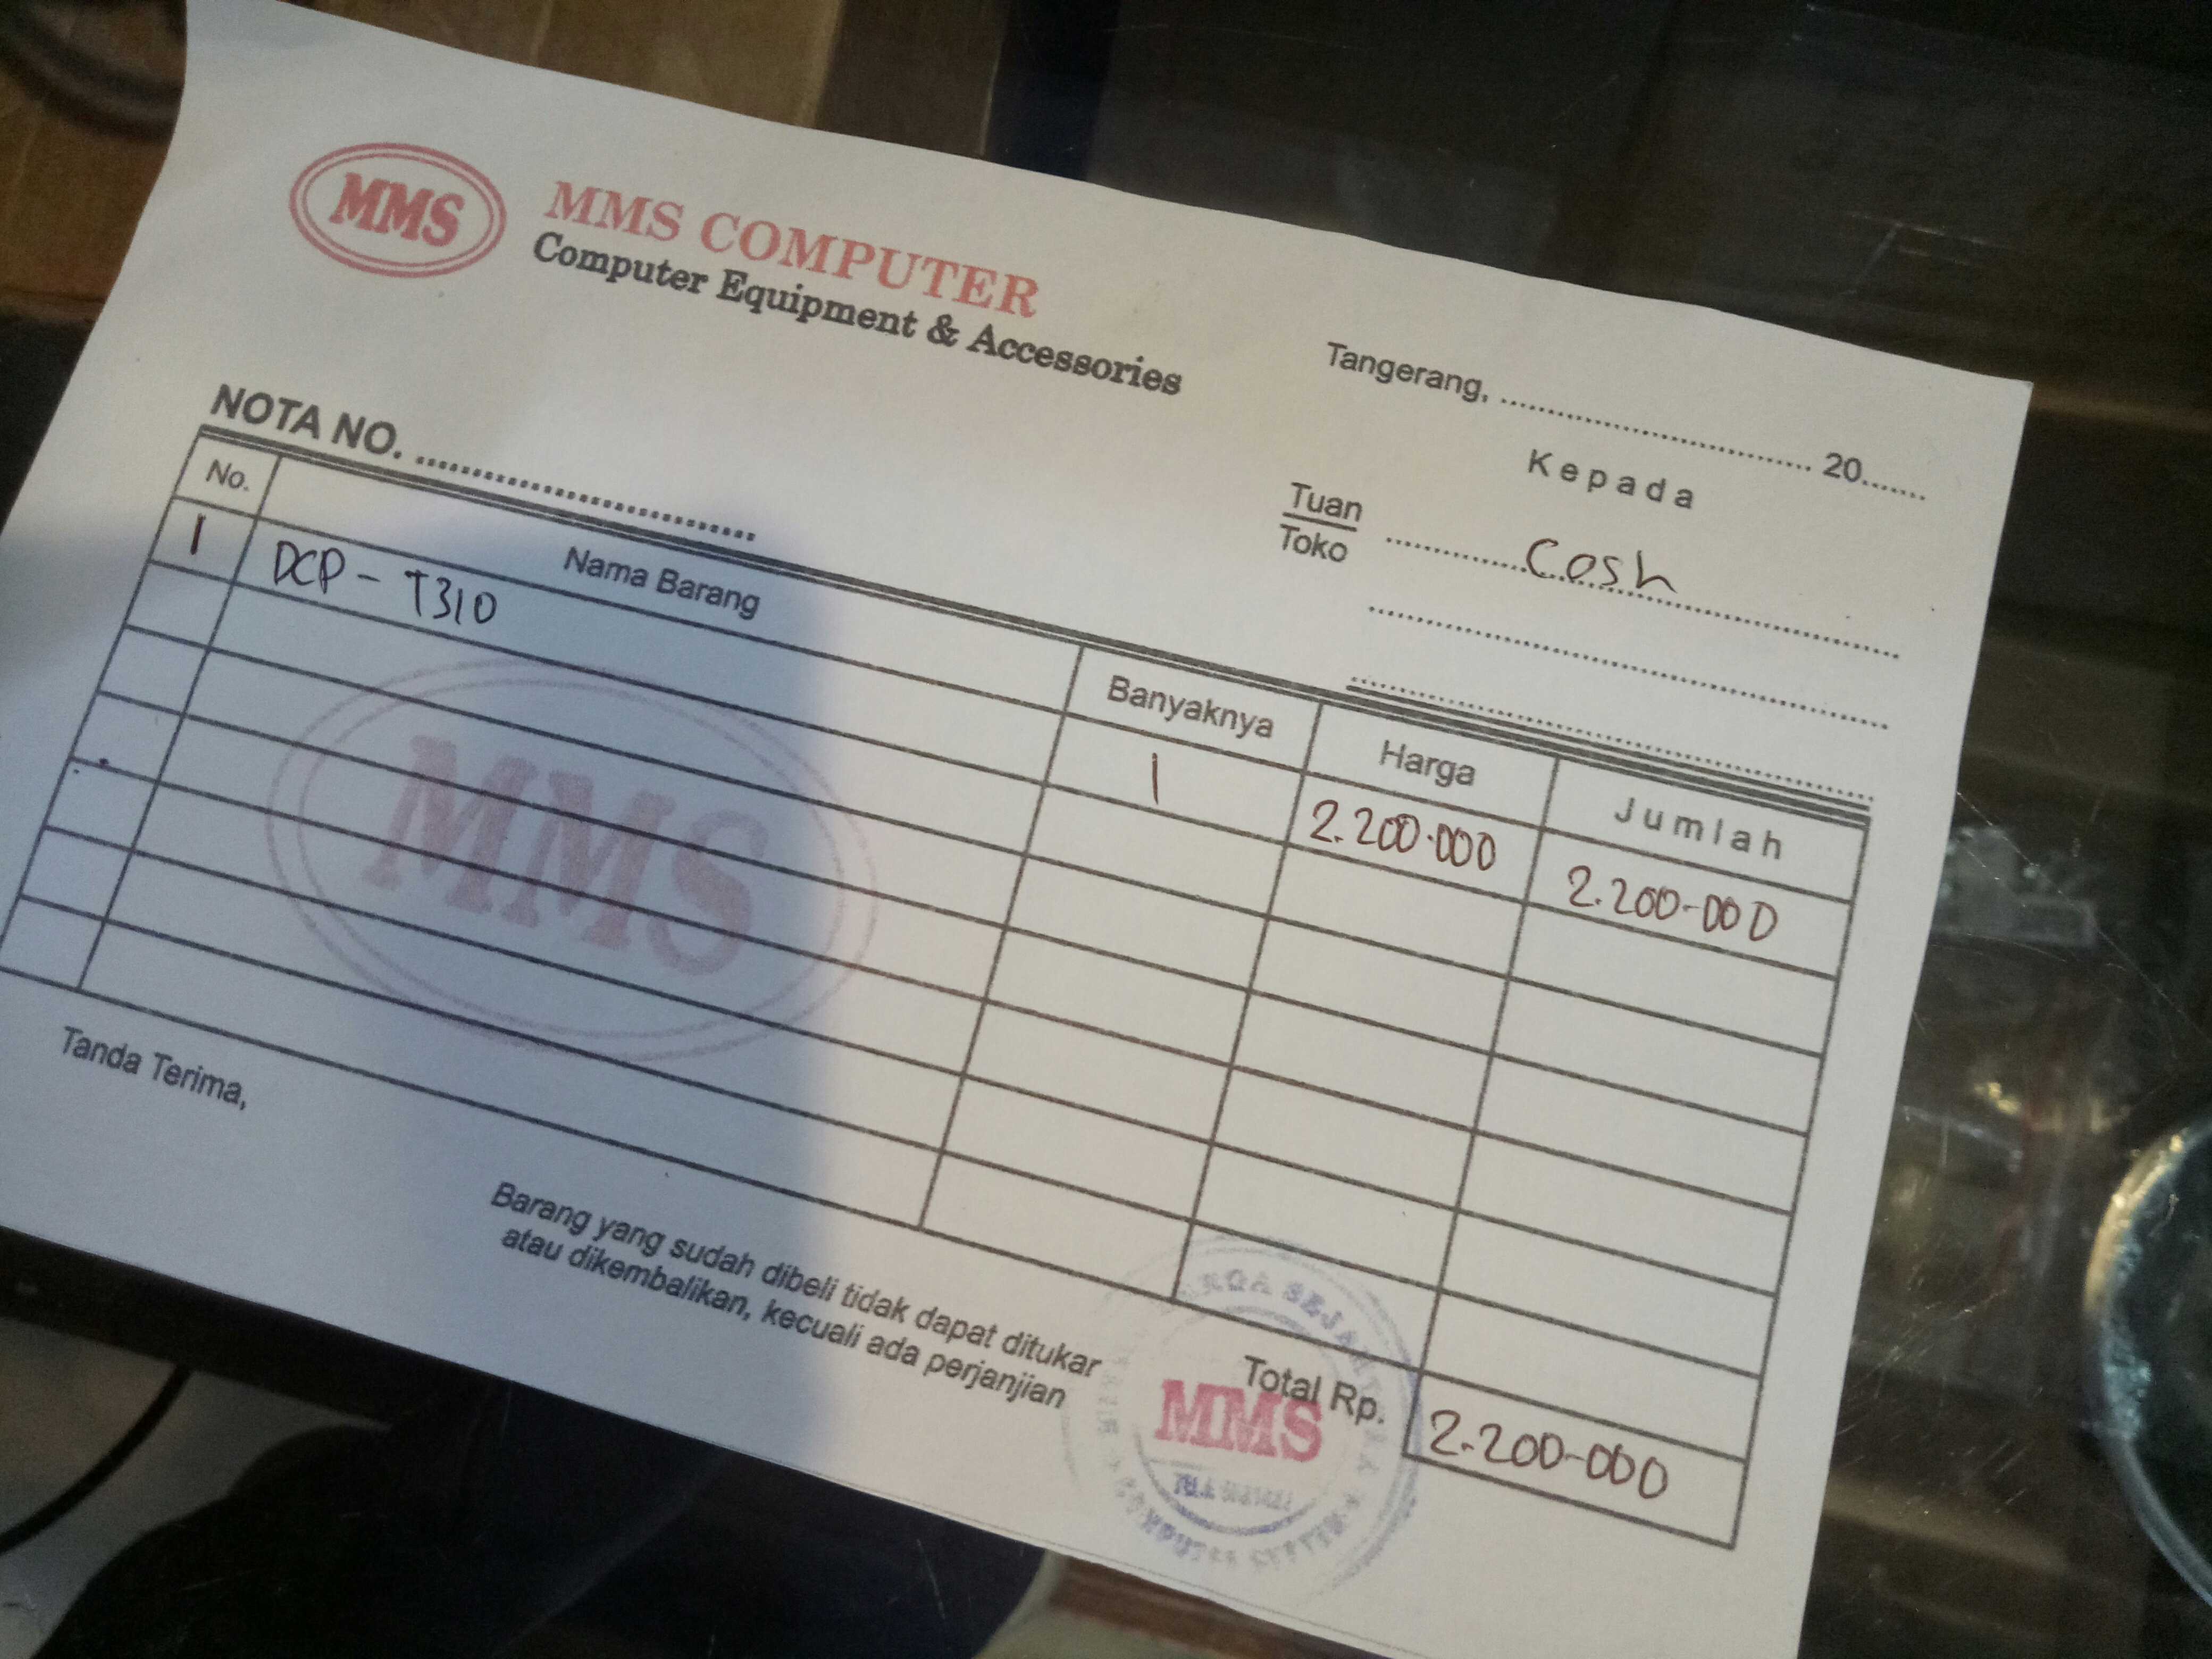 MMS
MMS COMPUTER
Computer Equipment & Accessories
Tangerang, .................................... 20.......
Kepada
Tuan
Toko
Cash
NOTA NO. ....................................
No. Nama Barang Banyaknya Harga Jumlah
1 DCP - T310 1 2.200.000 2.200-000
MMS
Tanda Terima,
Barang yang sudah dibeli tidak dapat ditukar
atau dikembalikan, kecuali ada perjanjian
Total Rp. 2.200-000
MMS